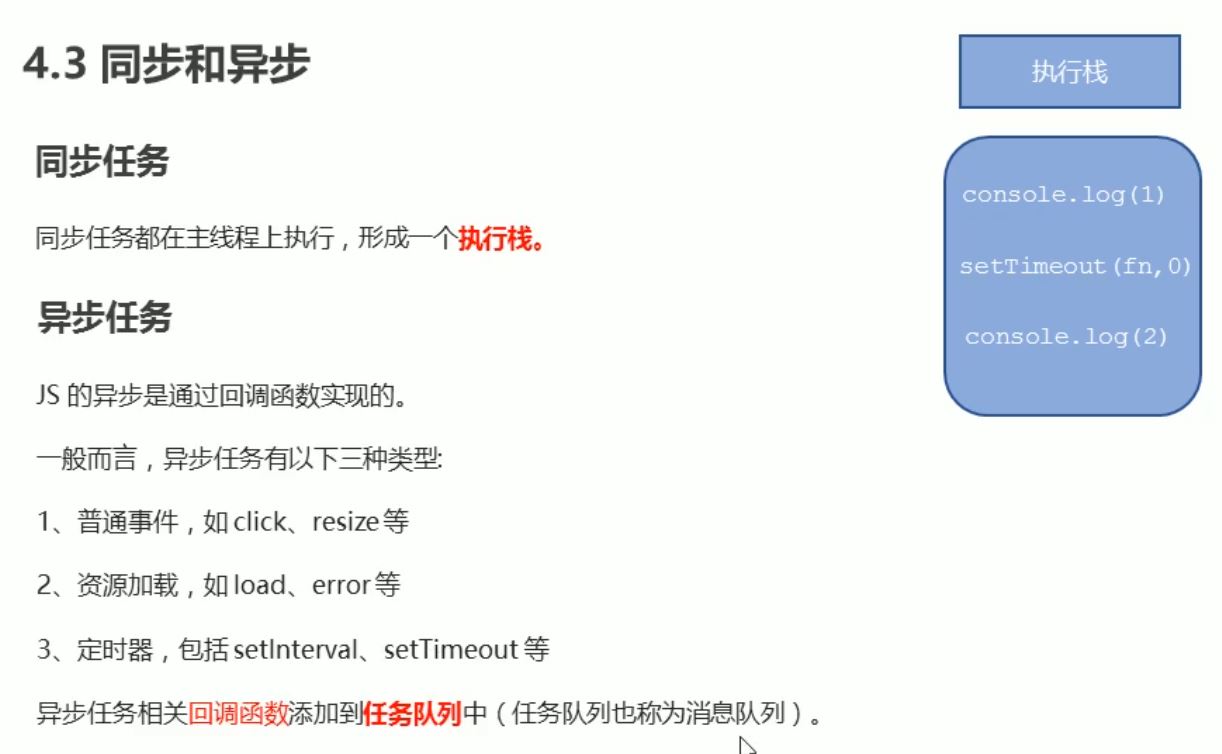 4.3 同步和异步
同步任务
同步任务都在主线程上执行，形成一个执行栈。
异步任务
JS 的异步是通过回调函数实现的。
一般而言，异步任务有以下三种类型:
1、普通事件，如 click、resize 等
2、资源加载，如 load、error 等
3、定时器，包括 setInterval、setTimeout 等
异步任务相关回调函数添加到任务队列中（任务队列也称为消息队列）。
执行栈
console.log(1)
setTimeout(fn,0)
console.log(2)